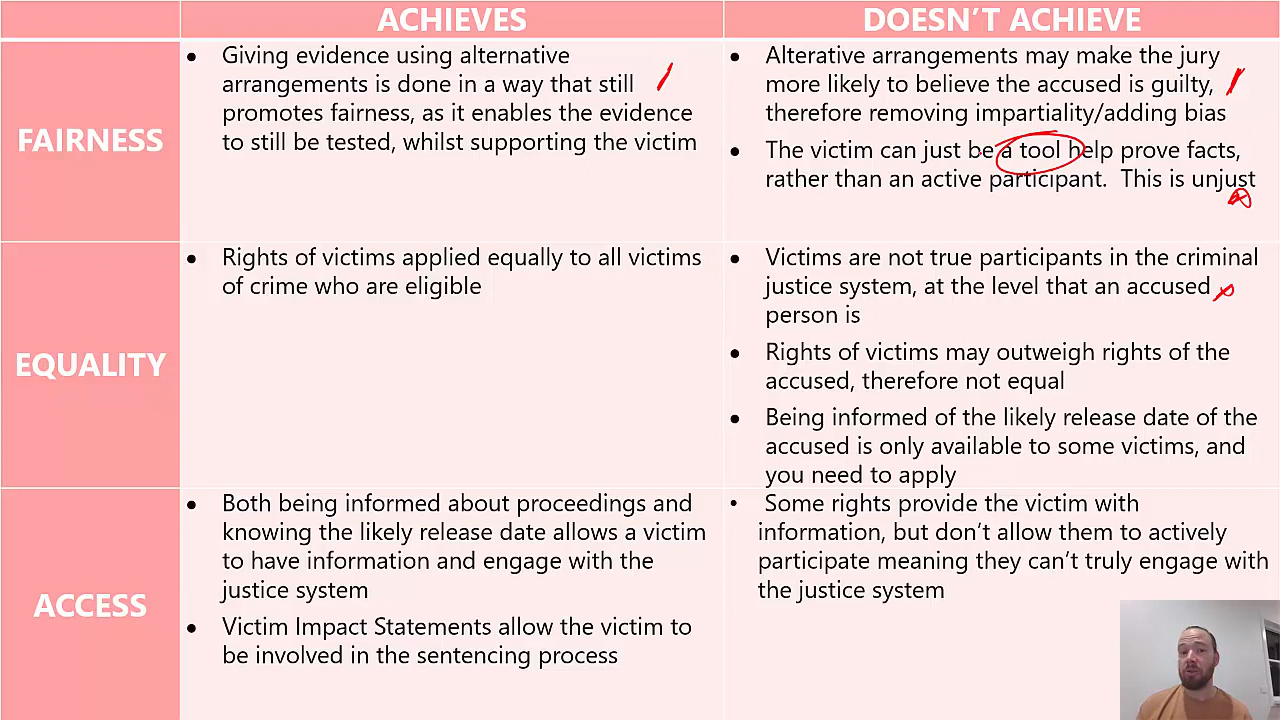 ACHIEVES
DOESN'T ACHIEVE
FAIRNESS
• Giving evidence using alternative
arrangements is done in a way that still
promotes fairness, as it enables the evidence
to still be tested, whilst supporting the victim
• Alterative arrangements may make the jury
more likely to believe the accused is guilty,
therefore removing impartiality/adding bias
• The victim can just be a tool help prove facts,
rather than an active participant. This is unjust
EQUALITY
• Rights of victims applied equally to all victims
of crime who are eligible
• Victims are not true participants in the criminal
justice system, at the level that an accused
person is
• Rights of victims may outweigh rights of the
accused, therefore not equal
• Being informed of the likely release date of the
accused is only available to some victims, and
you need to apply
ACCESS
• Both being informed about proceedings and
knowing the likely release date allows a victim
to have information and engage with the
justice system
• Victim Impact Statements allow the victim to
be involved in the sentencing process
• Some rights provide the victim with
information, but don't allow them to actively
participate meaning they can't truly engage with
the justice system